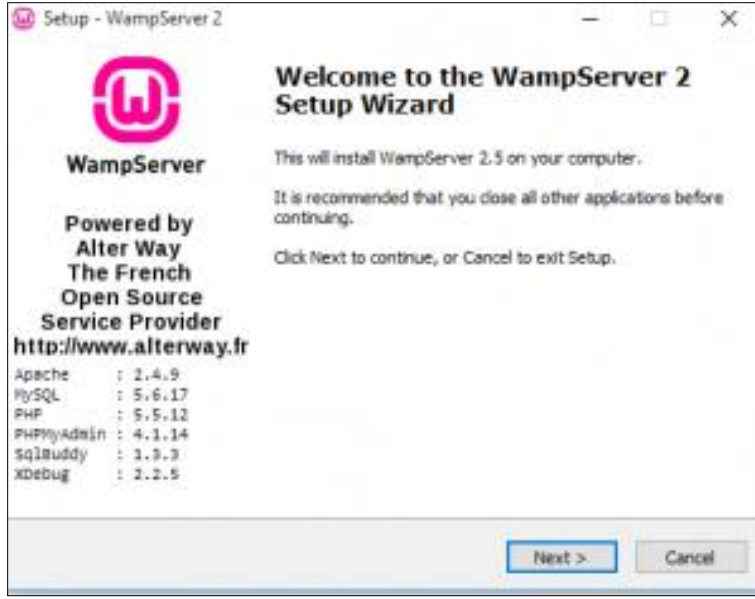 Setup - WampServer 2
WampServer
Powered by
Alter Way
The French
Open Source
Service Provider
http://www.alterway.fr
Apache : 2.4.9
MySQL : 5.6.17
PHP : 5.5.12
PHPMyAdmin : 4.1.14
SqlBuddy : 1.3.3
XDebug : 2.2.5
Welcome to the WampServer 2
Setup Wizard
This will install WampServer 2.5 on your computer.
It is recommended that you close all other applications before
continuing.
Click Next to continue, or Cancel to exit Setup.
Next >
Cancel